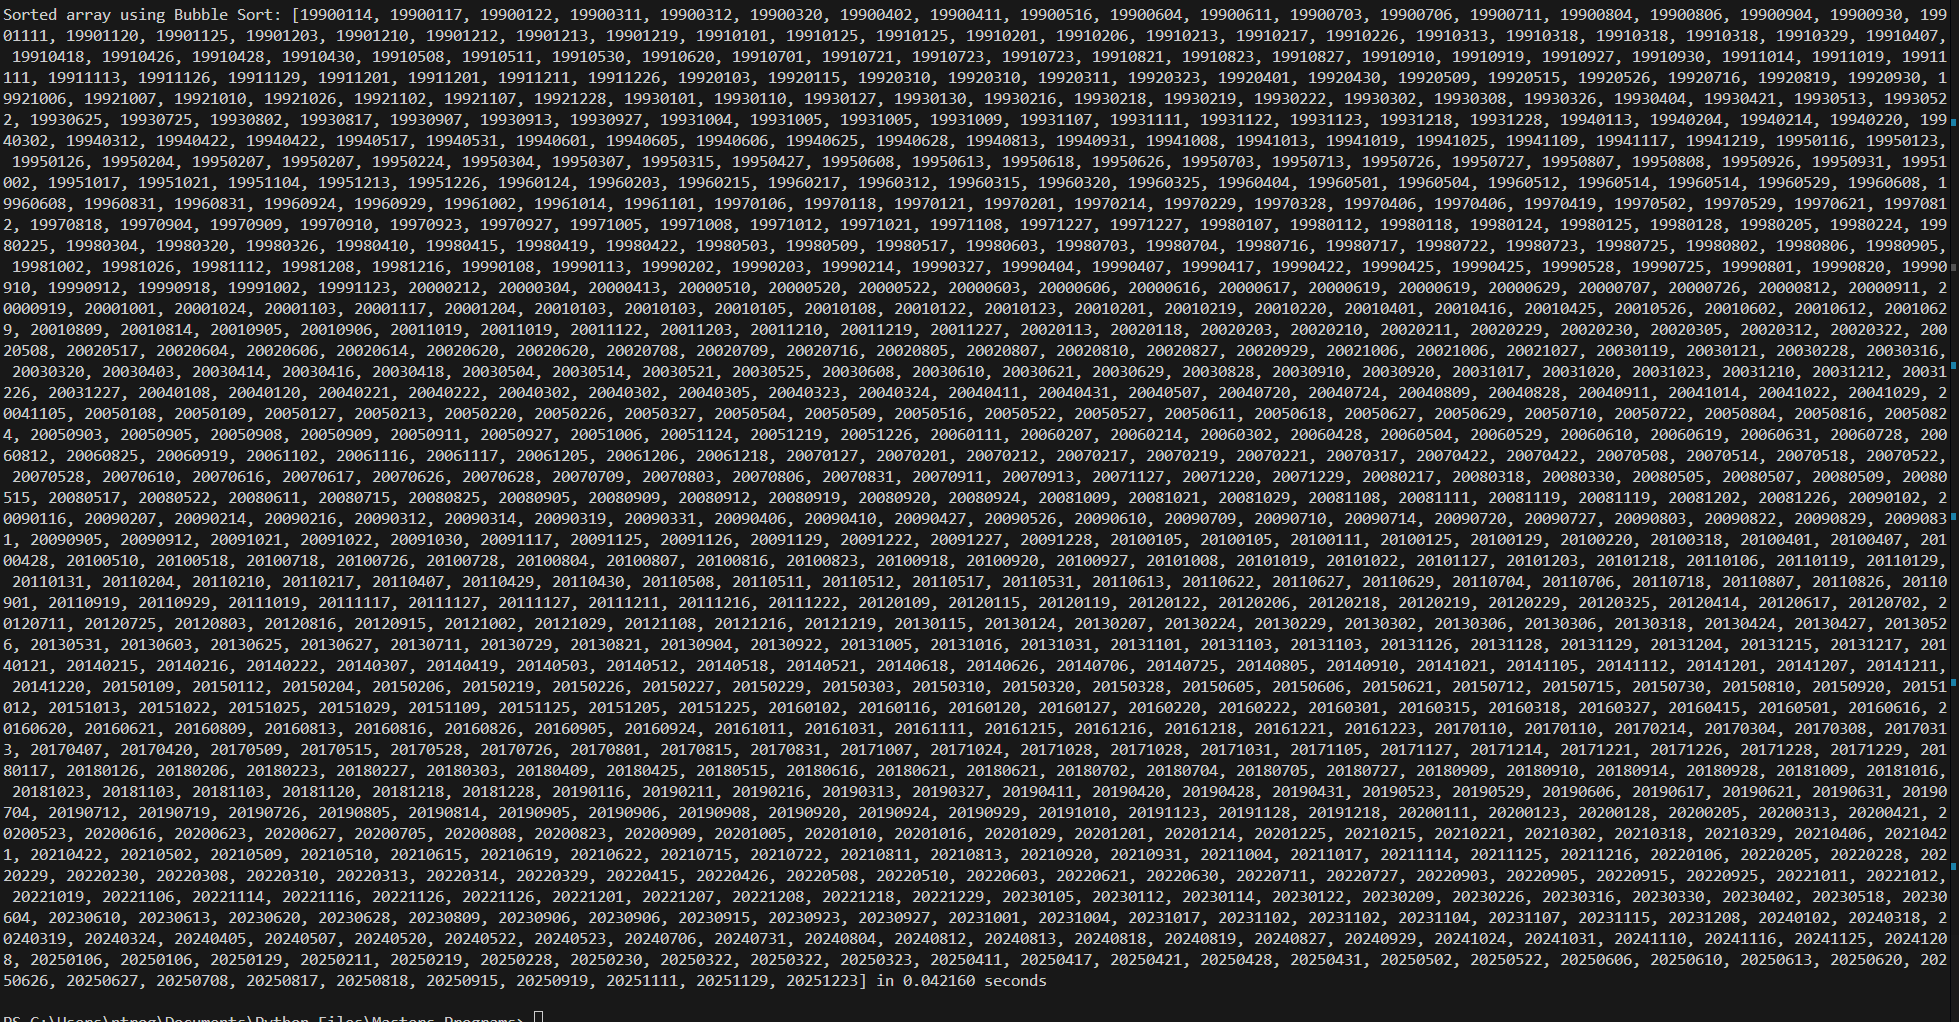 Sorted array using Bubble Sort: [19900114, 19900117, 19900122, 19900311, 19900312, 19900320, 19900402, 19900411, 19900516, 19900604, 19900611, 19900703, 19900706, 19900711, 19900804, 19900806, 19900904, 19900930, 199
01111, 19901120, 19901125, 19901203, 19901210, 19901212, 19901213, 19901219, 19910101, 19910125, 19910125, 19910201, 19910206, 19910213, 19910217, 19910226, 19910313, 19910318, 19910318, 19910318, 19910329, 19910407,
19910418, 19910426, 19910428, 19910430, 19910508, 19910511, 19910530, 19910620, 19910701, 19910721, 19910723, 19910723, 19910821, 19910823, 19910827, 19910910, 19910919, 19910927, 19910930, 19911014, 19911019, 19911
111, 19911113, 19911126, 19911129, 19911201, 19911201, 19911211, 19911226, 19920103, 19920115, 19920310, 19920310, 19920311, 19920323, 19920401, 19920430, 19920509, 19920515, 19920526, 19920716, 19920819, 19920930, 1
9921006, 19921007, 19921010, 19921026, 19921102, 19921107, 19921228, 19930101, 19930110, 19930127, 19930130, 19930216, 19930218, 19930219, 19930222, 19930302, 19930308, 19930326, 19930404, 19930421, 19930513, 1993052
2, 19930625, 19930725, 19930802, 19930817, 19930907, 19930913, 19930927, 19931004, 19931005, 19931005, 19931009, 19931107, 19931111, 19931122, 19931123, 19931218, 19931228, 19940113, 19940204, 19940214, 19940220, 199
40302, 19940312, 19940422, 19940422, 19940517, 19940531, 19940601, 19940605, 19940606, 19940625, 19940628, 19940813, 19940931, 19941008, 19941013, 19941019, 19941025, 19941109, 19941117, 19941219, 19950116, 19950123,
19950126, 19950204, 19950207, 19950207, 19950224, 19950304, 19950307, 19950315, 19950427, 19950608, 19950613, 19950618, 19950626, 19950703, 19950713, 19950726, 19950727, 19950807, 19950808, 19950926, 19950931, 19951
002, 19951017, 19951021, 19951104, 19951213, 19951226, 19960124, 19960203, 19960215, 19960217, 19960312, 19960315, 19960320, 19960325, 19960404, 19960501, 19960504, 19960512, 19960514, 19960514, 19960529, 19960608, 1
9960608, 19960831, 19960831, 19960924, 19960929, 19961002, 19961014, 19961101, 19970106, 19970118, 19970121, 19970201, 19970214, 19970229, 19970328, 19970406, 19970406, 19970419, 19970502, 19970529, 19970621, 1997081
2, 19970818, 19970904, 19970909, 19970910, 19970923, 19970927, 19971005, 19971008, 19971012, 19971021, 19971108, 19971227, 19971227, 19980107, 19980112, 19980118, 19980124, 19980125, 19980128, 19980205, 19980224, 199
80225, 19980304, 19980320, 19980326, 19980410, 19980415, 19980419, 19980422, 19980503, 19980509, 19980517, 19980603, 19980703, 19980704, 19980716, 19980717, 19980722, 19980723, 19980725, 19980802, 19980806, 19980905,
19981002, 19981026, 19981112, 19981208, 19981216, 19990108, 19990113, 19990202, 19990203, 19990214, 19990327, 19990404, 19990407, 19990417, 19990422, 19990425, 19990425, 19990528, 19990725, 19990801, 19990820, 19990
910, 19990912, 19990918, 19991002, 19991123, 20000212, 20000304, 20000413, 20000510, 20000520, 20000522, 20000603, 20000606, 20000616, 20000617, 20000619, 20000619, 20000629, 20000707, 20000726, 20000812, 20000911, 2
0000919, 20001001, 20001024, 20001103, 20001117, 20001204, 20010103, 20010103, 20010105, 20010108, 20010122, 20010123, 20010201, 20010219, 20010220, 20010401, 20010416, 20010425, 20010526, 20010602, 20010612, 2001062
9, 20010809, 20010814, 20010905, 20010906, 20011019, 20011019, 20011122, 20011203, 20011210, 20011219, 20011227, 20020113, 20020118, 20020203, 20020210, 20020211, 20020229, 20020230, 20020305, 20020312, 20020322, 200
20508, 20020517, 20020604, 20020606, 20020614, 20020620, 20020620, 20020708, 20020709, 20020716, 20020805, 20020807, 20020810, 20020827, 20020929, 20021006, 20021006, 20021027, 20030119, 20030121, 20030228, 20030316,
20030320, 20030403, 20030414, 20030416, 20030418, 20030504, 20030514, 20030521, 20030525, 20030608, 20030610, 20030621, 20030629, 20030828, 20030910, 20030920, 20031017, 20031020, 20031023, 20031210, 20031212, 20031
226, 20031227, 20040108, 20040120, 20040221, 20040222, 20040302, 20040302, 20040305, 20040323, 20040324, 20040411, 20040431, 20040507, 20040720, 20040724, 20040809, 20040828, 20040911, 20041014, 20041022, 20041029, 2
0041105, 20050108, 20050109, 20050127, 20050213, 20050220, 20050226, 20050327, 20050504, 20050509, 20050516, 20050522, 20050527, 20050611, 20050618, 20050627, 20050629, 20050710, 20050722, 20050804, 20050816, 2005082
4, 20050903, 20050905, 20050908, 20050909, 20050911, 20050927, 20051006, 20051124, 20051219, 20051226, 20060111, 20060207, 20060214, 20060302, 20060428, 20060504, 20060529, 20060610, 20060619, 20060631, 20060728, 200
60812, 20060825, 20060919, 20061102, 20061116, 20061117, 20061205, 20061206, 20061218, 20070127, 20070201, 20070212, 20070217, 20070219, 20070221, 20070317, 20070422, 20070422, 20070508, 20070514, 20070518, 20070522,
20070528, 20070610, 20070616, 20070617, 20070626, 20070628, 20070709, 20070803, 20070806, 20070831, 20070911, 20070913, 20071127, 20071220, 20071229, 20080217, 20080318, 20080330, 20080505, 20080507, 20080509, 20080
515, 20080517, 20080522, 20080611, 20080715, 20080825, 20080905, 20080909, 20080912, 20080919, 20080920, 20080924, 20081009, 20081021, 20081029, 20081108, 20081111, 20081119, 20081119, 20081202, 20081226, 20090102, 2
0090116, 20090207, 20090214, 20090216, 20090312, 20090314, 20090319, 20090331, 20090406, 20090410, 20090427, 20090526, 20090610, 20090709, 20090710, 20090714, 20090720, 20090727, 20090803, 20090822, 20090829, 2009083
1, 20090905, 20090912, 20091021, 20091022, 20091030, 20091117, 20091125, 20091126, 20091129, 20091222, 20091227, 20091228, 20100105, 20100105, 20100111, 20100125, 20100129, 20100220, 20100318, 20100401, 20100407, 201
00428, 20100510, 20100518, 20100718, 20100726, 20100728, 20100804, 20100807, 20100816, 20100823, 20100918, 20100920, 20100927, 20101008, 20101019, 20101022, 20101127, 20101203, 20101218, 20110106, 20110119, 20110129,
20110131, 20110204, 20110210, 20110217, 20110407, 20110429, 20110430, 20110508, 20110511, 20110512, 20110517, 20110531, 20110613, 20110622, 20110627, 20110629, 20110704, 20110706, 20110718, 20110807, 20110826, 20110
901, 20110919, 20110929, 20111019, 20111117, 20111127, 20111127, 20111211, 20111216, 20111222, 20120109, 20120115, 20120119, 20120122, 20120206, 20120218, 20120219, 20120229, 20120325, 20120414, 20120617, 20120702, 2
0120711, 20120725, 20120803, 20120816, 20120915, 20121002, 20121029, 20121108, 20121216, 20121219, 20130115, 20130124, 20130207, 20130224, 20130229, 20130302, 20130306, 20130306, 20130318, 20130424, 20130427, 2013052
6, 20130531, 20130603, 20130625, 20130627, 20130711, 20130729, 20130821, 20130904, 20130922, 20131005, 20131016, 20131031, 20131101, 20131103, 20131103, 20131126, 20131128, 20131129, 20131204, 20131215, 20131217, 201
40121, 20140215, 20140216, 20140222, 20140307, 20140419, 20140503, 20140512, 20140518, 20140521, 20140618, 20140626, 20140706, 20140725, 20140805, 20140910, 20141021, 20141105, 20141112, 20141201, 20141207, 20141211,
20141220, 20150109, 20150112, 20150204, 20150206, 20150219, 20150226, 20150227, 20150229, 20150303, 20150310, 20150320, 20150328, 20150605, 20150606, 20150621, 20150712, 20150715, 20150730, 20150810, 20150920, 20151
012, 20151013, 20151022, 20151025, 20151029, 20151109, 20151125, 20151205, 20151225, 20160102, 20160116, 20160120, 20160127, 20160220, 20160222, 20160301, 20160315, 20160318, 20160327, 20160415, 20160501, 20160616, 2
0160620, 20160621, 20160809, 20160813, 20160816, 20160826, 20160905, 20160924, 20161011, 20161031, 20161111, 20161215, 20161216, 20161218, 20161221, 20161223, 20170110, 20170110, 20170214, 20170304, 20170308, 2017031
3, 20170407, 20170420, 20170509, 20170515, 20170528, 20170726, 20170801, 20170815, 20170831, 20171007, 20171024, 20171028, 20171028, 20171031, 20171105, 20171127, 20171214, 20171221, 20171226, 20171228, 20171229, 201
80117, 20180126, 20180206, 20180223, 20180227, 20180303, 20180409, 20180425, 20180515, 20180616, 20180621, 20180621, 20180702, 20180704, 20180705, 20180727, 20180909, 20180910, 20180914, 20180928, 20181009, 20181016,
20181023, 20181103, 20181103, 20181120, 20181218, 20181228, 20190116, 20190211, 20190216, 20190313, 20190327, 20190411, 20190420, 20190428, 20190431, 20190523, 20190529, 20190606, 20190617, 20190621, 20190631, 20190
704, 20190712, 20190719, 20190726, 20190805, 20190814, 20190905, 20190906, 20190908, 20190920, 20190924, 20190929, 20191010, 20191123, 20191128, 20191218, 20200111, 20200123, 20200128, 20200205, 20200313, 20200421, 2
0200523, 20200616, 20200623, 20200627, 20200705, 20200808, 20200823, 20200909, 20201005, 20201010, 20201016, 20201029, 20201201, 20201214, 20201225, 20210215, 20210221, 20210302, 20210318, 20210329, 20210406, 2021042
1, 20210422, 20210502, 20210509, 20210510, 20210615, 20210619, 20210622, 20210715, 20210722, 20210811, 20210813, 20210920, 20210931, 20211004, 20211017, 20211114, 20211125, 20211216, 20220106, 20220205, 20220228, 202
20229, 20220230, 20220308, 20220310, 20220313, 20220314, 20220329, 20220415, 20220426, 20220508, 20220510, 20220603, 20220621, 20220630, 20220711, 20220727, 20220903, 20220905, 20220915, 20220925, 20221011, 20221012,
20221019, 20221106, 20221114, 20221116, 20221126, 20221126, 20221201, 20221207, 20221208, 20221218, 20221229, 20230105, 20230112, 20230114, 20230122, 20230209, 20230226, 20230316, 20230330, 20230402, 20230518, 20230
604, 20230610, 20230613, 20230620, 20230628, 20230809, 20230906, 20230906, 20230915, 20230923, 20230927, 20231001, 20231004, 20231017, 20231102, 20231102, 20231104, 20231107, 20231115, 20231208, 20240102, 20240318, 2
0240319, 20240324, 20240405, 20240507, 20240520, 20240522, 20240523, 20240706, 20240731, 20240804, 20240812, 20240813, 20240818, 20240819, 20240827, 20240929, 20241024, 20241031, 20241110, 20241116, 20241125, 2024120
8, 20250106, 20250106, 20250129, 20250211, 20250219, 20250228, 20250230, 20250322, 20250322, 20250323, 20250411, 20250417, 20250421, 20250428, 20250431, 20250502, 20250522, 20250606, 20250610, 20250613, 20250620, 202
50626, 20250627, 20250708, 20250817, 20250818, 20250915, 20250919, 20251111, 20251129, 20251223] in 0.042160 seconds
PS C:\Users\ntreg\Documents\Python Files\Masters Programs>